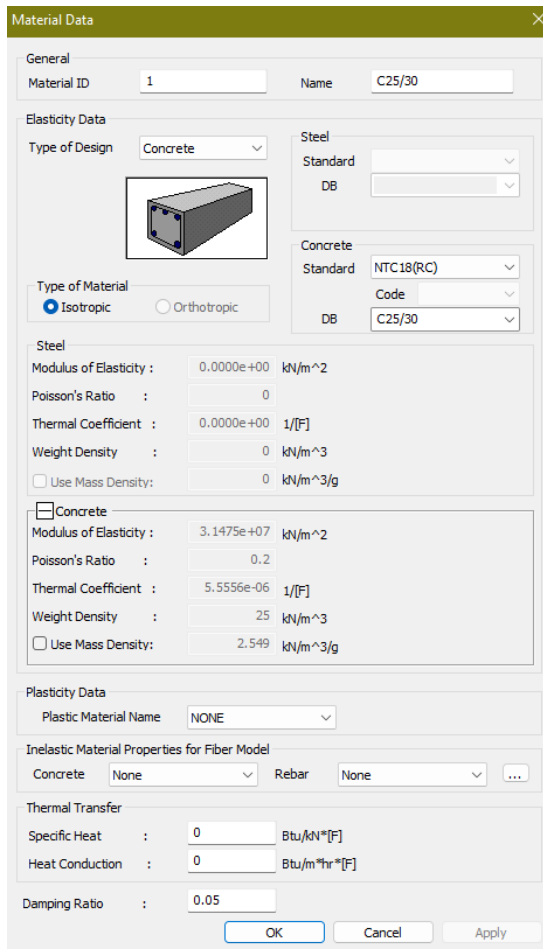 Material Data
General
Material ID 1 Name C25/30
Elasticity Data
Type of Design Concrete
Steel
Standard
DB
Concrete
Standard NTC18(RC)
Code
DB C25/30
Type of Material
Isotropic Orthotropic
Steel
Modulus of Elasticity : 0.0000e+00 kN/m^2
Poisson's Ratio : 0
Thermal Coefficient : 0.0000e+00 1/[F]
Weight Density : 0 kN/m^3
Use Mass Density: 0 kN/m^3/g
Concrete
Modulus of Elasticity : 3.1475e+07 kN/m^2
Poisson's Ratio : 0.2
Thermal Coefficient : 5.5556e-06 1/[F]
Weight Density : 25 kN/m^3
Use Mass Density: 2.549 kN/m^3/g
Plasticity Data
Plastic Material Name NONE
Inelastic Material Properties for Fiber Model
Concrete None Rebar None ...
Thermal Transfer
Specific Heat : 0 Btu/kN*[F]
Heat Conduction : 0 Btu/m*hr*[F]
Damping Ratio : 0.05
OK Cancel Apply